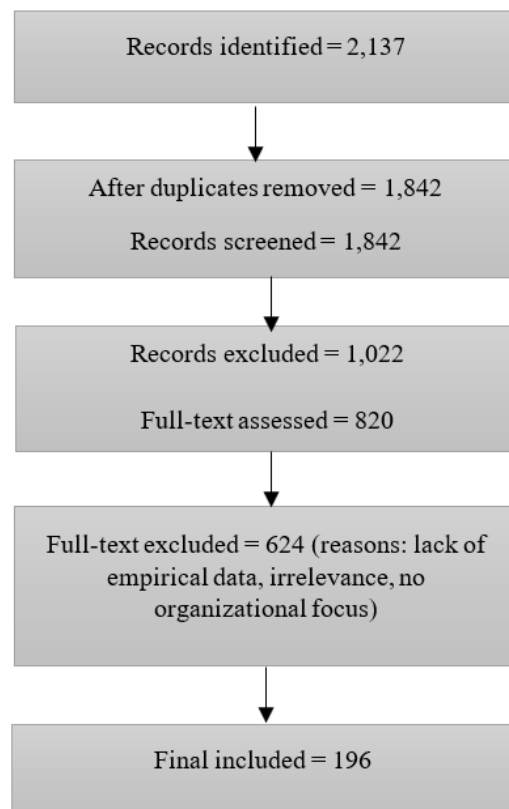 Records identified = 2,137
After duplicates removed = 1,842
Records screened = 1,842
Records excluded = 1,022
Full-text assessed = 820
Full-text excluded = 624 (reasons: lack of
empirical data, irrelevance, no
organizational focus)
Final included = 196